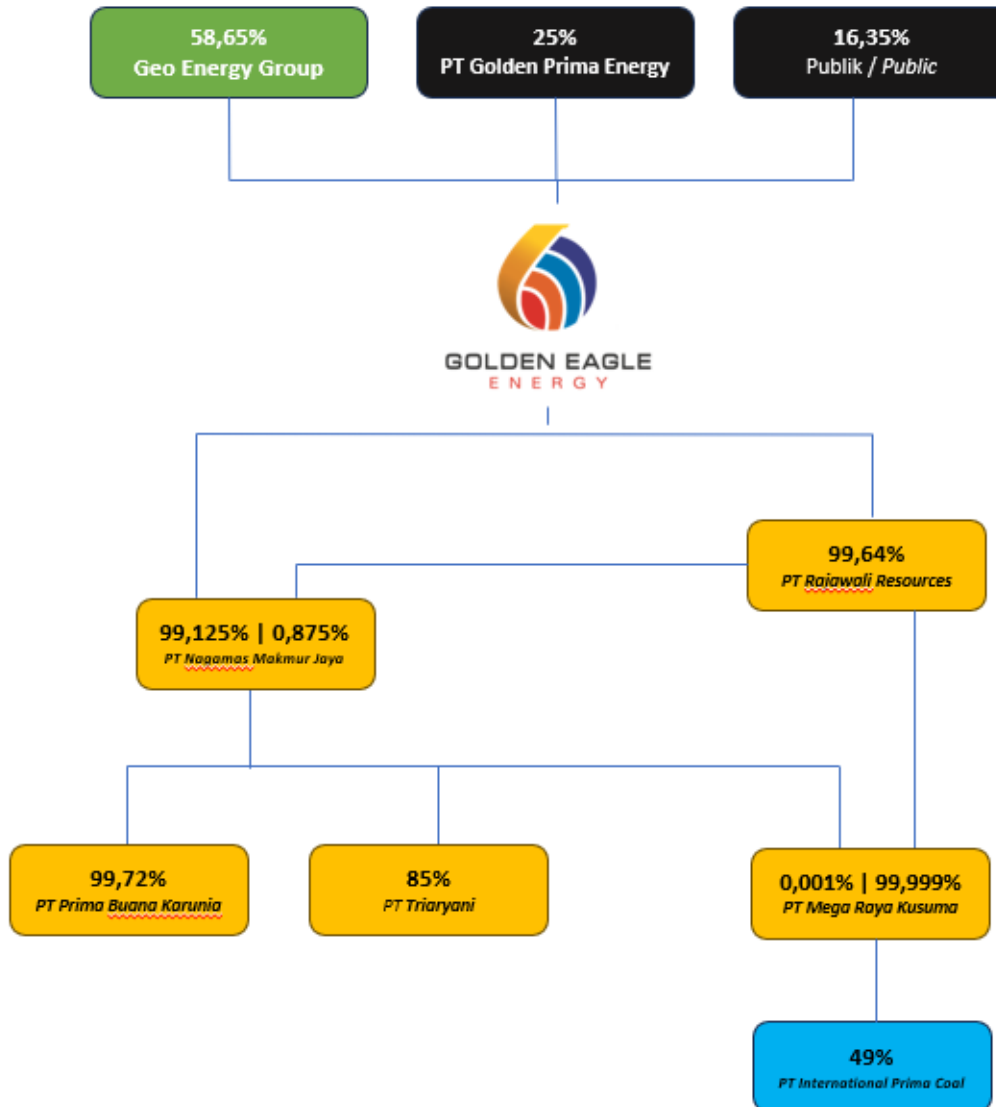 58,65%
Geo Energy Group
25%
PT Golden Prima Energy
16,35%
Publik / Public
GOLDEN EAGLE
ENERGY
99,64%
PT Rajawali Resources
99,125% | 0,875%
PT Nagamas Makmur Jaya
99,72%
PT Prima Buana Karunia
85%
PT Triaryani
0,001% | 99,999%
PT Mega Raya Kusuma
49%
PT International Prima Coal